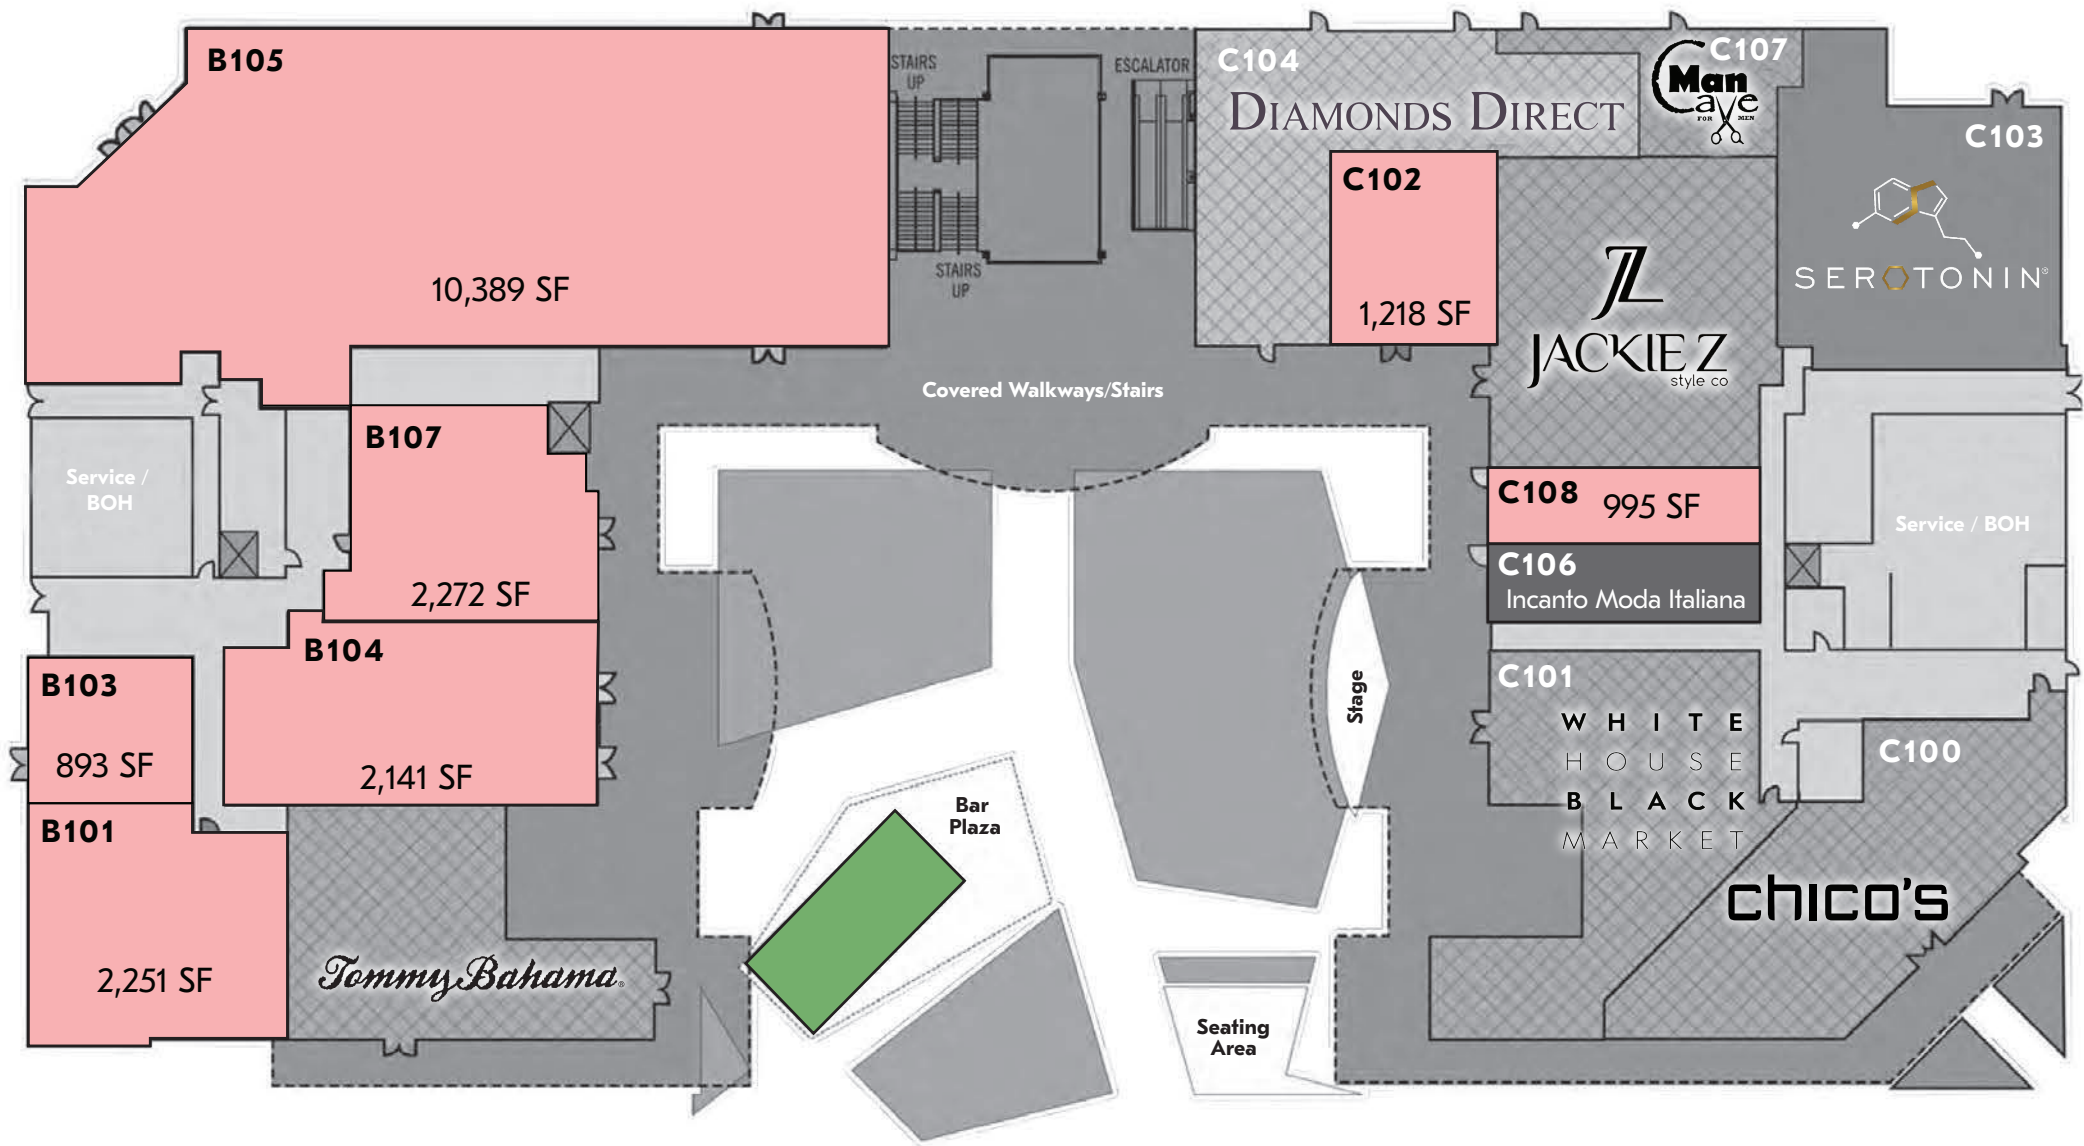 B105
10,389 SF
STAIRS
UP
STAIRS
UP
ESCALATOR
C104
DIAMONDS DIRECT
C107
Man
Cave
FOR MEN
C103
SEROTONIN®
C102
1,218 SF
JZ
JACKIE Z
style co
Covered Walkways/Stairs
Service /
BOH
B107
2,272 SF
C108 995 SF
C106
Incanto Moda Italiana
Service / BOH
B104
2,141 SF
B103
893 SF
B101
2,251 SF
Tommy Bahama®
Bar
Plaza
Stage
Seating
Area
C101
WHITE
HOUSE
BLACK
MARKET
C100
chico's